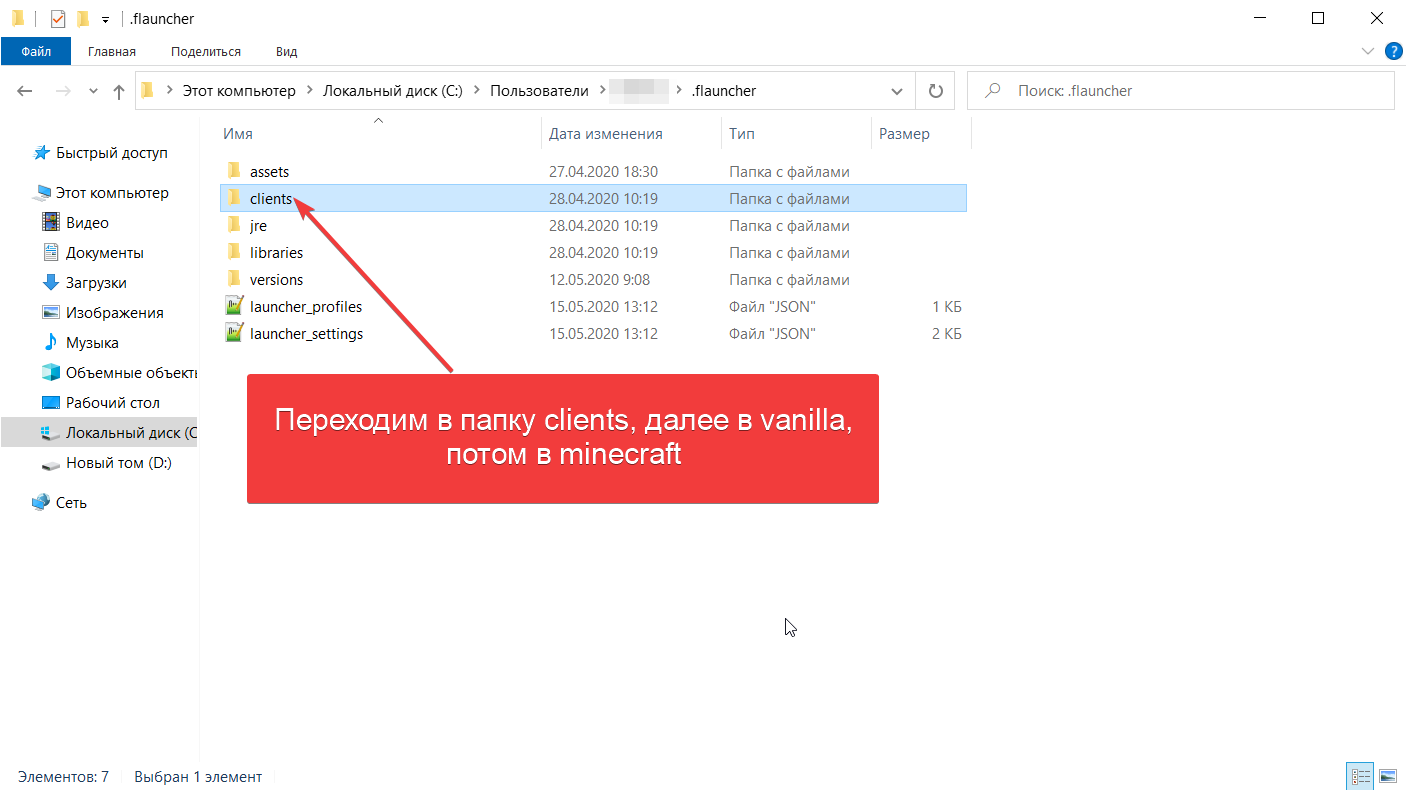 .flauncher
Файл Главная Поделиться Вид
Этот компьютер Локальный диск (C:) Пользователи .flauncher
Поиск: .flauncher
Имя Дата изменения Тип Размер
Быстрый доступ
Этот компьютер
Видео
Документы
Загрузки
Изображения
Музыка
Объемные объекты
Рабочий стол
Локальный диск (C
Новый том (D:)
Сеть
assets 27.04.2020 18:30 Папка с файлами
clients 28.04.2020 10:19 Папка с файлами
jre 28.04.2020 10:19 Папка с файлами
libraries 28.04.2020 10:19 Папка с файлами
versions 12.05.2020 9:08 Папка с файлами
launcher_profiles 15.05.2020 13:12 Файл "JSON" 1 КБ
launcher_settings 15.05.2020 13:12 Файл "JSON" 2 КБ
Переходим в папку clients, далее в vanilla,
потом в minecraft
Элементов: 7 Выбран 1 элемент